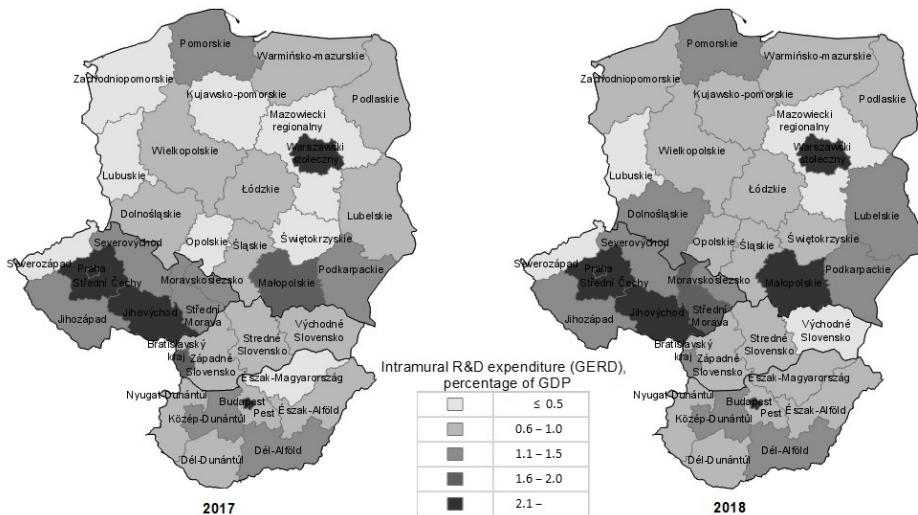 Pomorskie
Warmińsko-mazurskie
Zachodniopomorskie
Kujawsko-pomorskie
Podlaskie
Mazowiecki
regionalny
Warszawski
stołeczny
Wielkopolskie
Lubuskie
Łódzkie
Dolnośląskie
Lubelskie
Opolskie
Śląskie
Świętokrzyskie
Severovýchod
Severozápad
Praha
Strědní Čechy
Moravskoslezsko
Małopolskie
Podkarpackie
Jihozápad
Jihovýchod
Střední
Morava
Bratislavský
kraj
Západné
Slovensko
Stredné
Slovensko
Východné
Slovensko
Észak-Magyarország
Nyugat-Dunántúl
Budapest
Pest
Észak-Alföld
Közép-Dunántúl
Dél-Dunántúl
Dél-Alföld
2017
Intramural R&D expenditure (GERD),
percentage of GDP
≤ 0.5
0.6 – 1.0
1.1 – 1.5
1.6 – 2.0
2.1 –
Pomorskie
Warmińsko-mazurskie
Zachodniopomorskie
Kujawsko-pomorskie
Podlaskie
Mazowiecki
regionalny
Warszawski
stołeczny
Wielkopolskie
Lubuskie
Łódzkie
Dolnośląskie
Lubelskie
Opolskie
Śląskie
Świętokrzyskie
Severovýchod
Severozápad
Praha
Strědní Čechy
Moravskoslezsko
Małopolskie
Podkarpackie
Jihozápad
Jihovýchod
Střední
Morava
Bratislavský
kraj
Západné
Slovensko
Stredné
Slovensko
Východné
Slovensko
Észak-Magyarország
Nyugat-Dunántúl
Budapest
Pest
Észak-Alföld
Közép-Dunántúl
Dél-Dunántúl
Dél-Alföld
2018